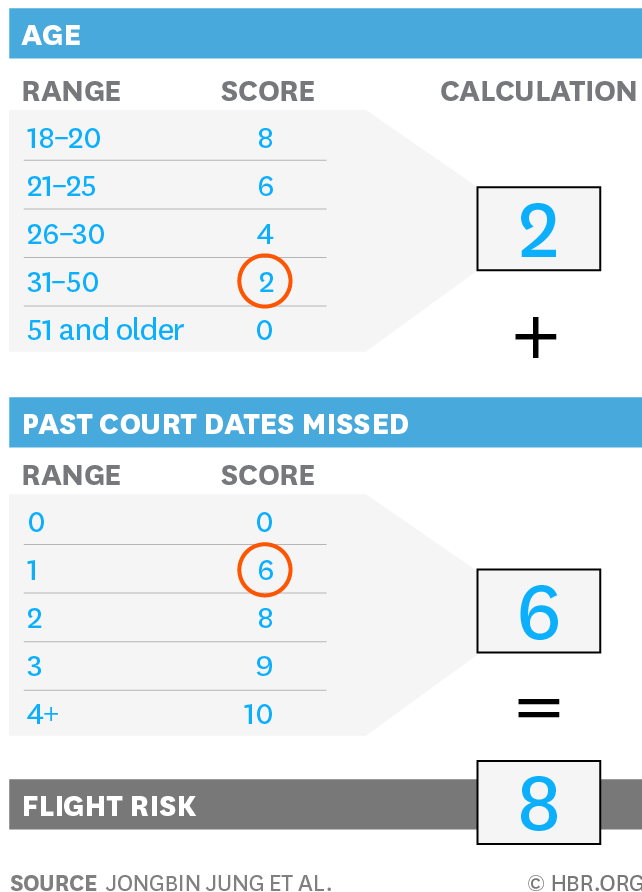 AGE
RANGE SCORE CALCULATION
18–20 8
21–25 6
26–30 4
31–50 2
51 and older 0
2
+
PAST COURT DATES MISSED
RANGE SCORE
0 0
1 6
2 8
3 9
4+ 10
6
=
FLIGHT RISK 8
SOURCE JONGBIN JUNG ET AL. © HBR.ORG